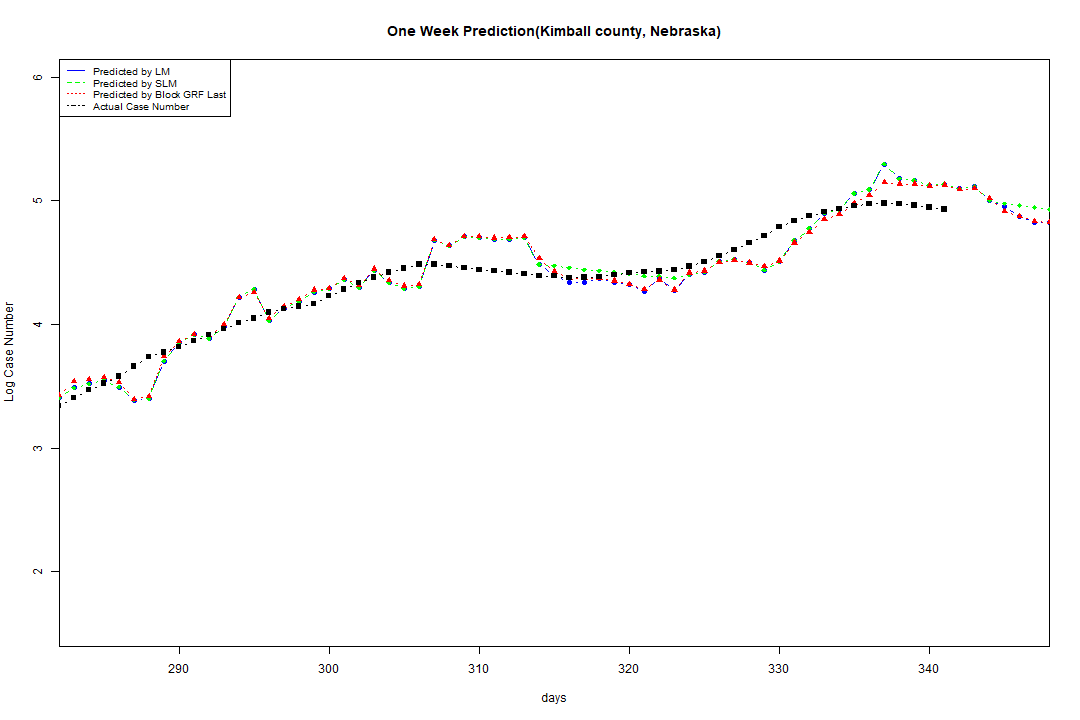 One Week Prediction(Kimball county, Nebraska)
Predicted by LM
Predicted by SLM
Predicted by Block GRF Last
Actual Case Number
6
5
4
3
2
Log Case Number
290 300 310 320 330 340
days